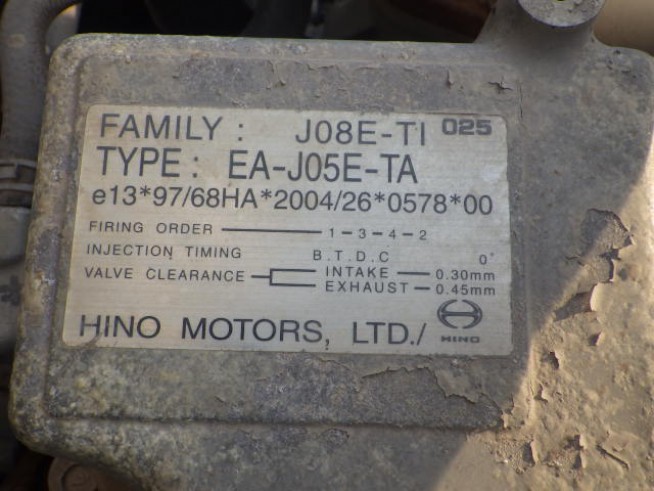 FAMILY : J08E-TI 025
TYPE : EA-J05E-TA
e13*97/68HA*2004/26*0578*00
FIRING ORDER 1-3-4-2
INJECTION TIMING B.T.D.C 0°
VALVE CLEARANCE INTAKE 0.30mm
EXHAUST 0.45mm
HINO MOTORS, LTD./ HINO